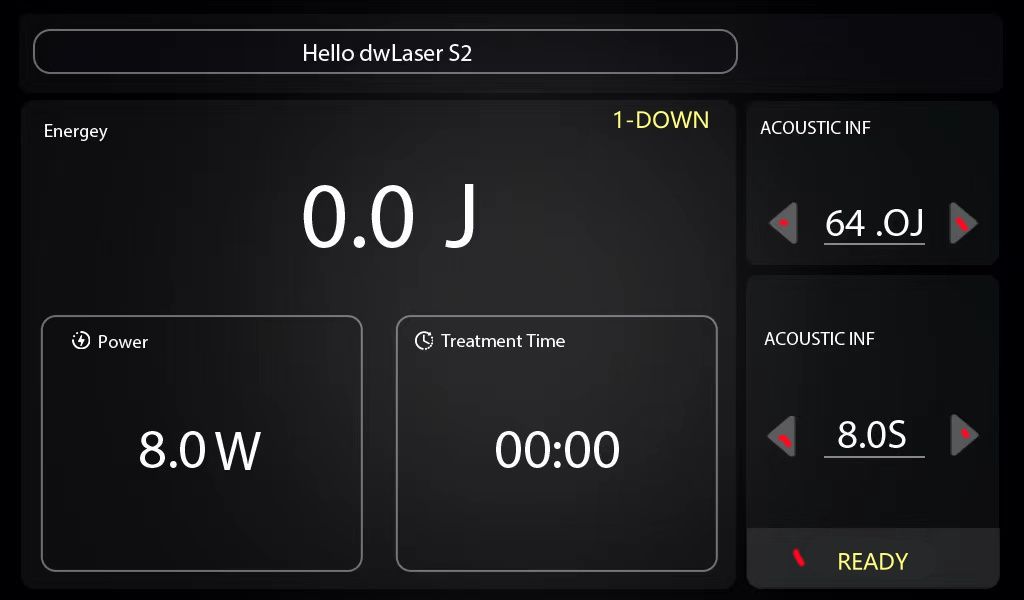 Hello dwLaser S2
Energey
1-DOWN
0.0 J
Power
8.0 W
Treatment Time
00:00
ACOUSTIC INF
64 .OJ
ACOUSTIC INF
8.0S
READY